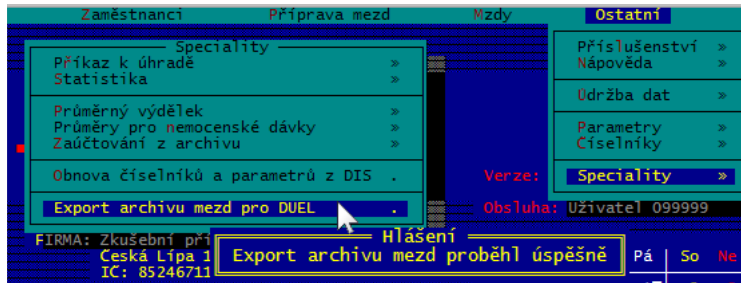 Zaměstnanci Příprava mezd Mzdy Ostatní
Speciality
Příkaz k úhradě »
Statistika »
Průměrný výdělek »
Průměry pro nemocenské dávky »
Zaúčtování z archivu »
Obnova číselníků a parametrů z DIS .
Export archivu mezd pro DUEL .
Příslušenství »
Nápověda »
Údržba dat »
Parametry »
Číselníky »
Speciality »
Verze:
Obsluha: Uživatel 099999
FIRMA: Zkušební pří
Česká Lípa 1
IČ: 85246711
Hlášení
Export archivu mezd proběhl úspěšně
Pá So Ne